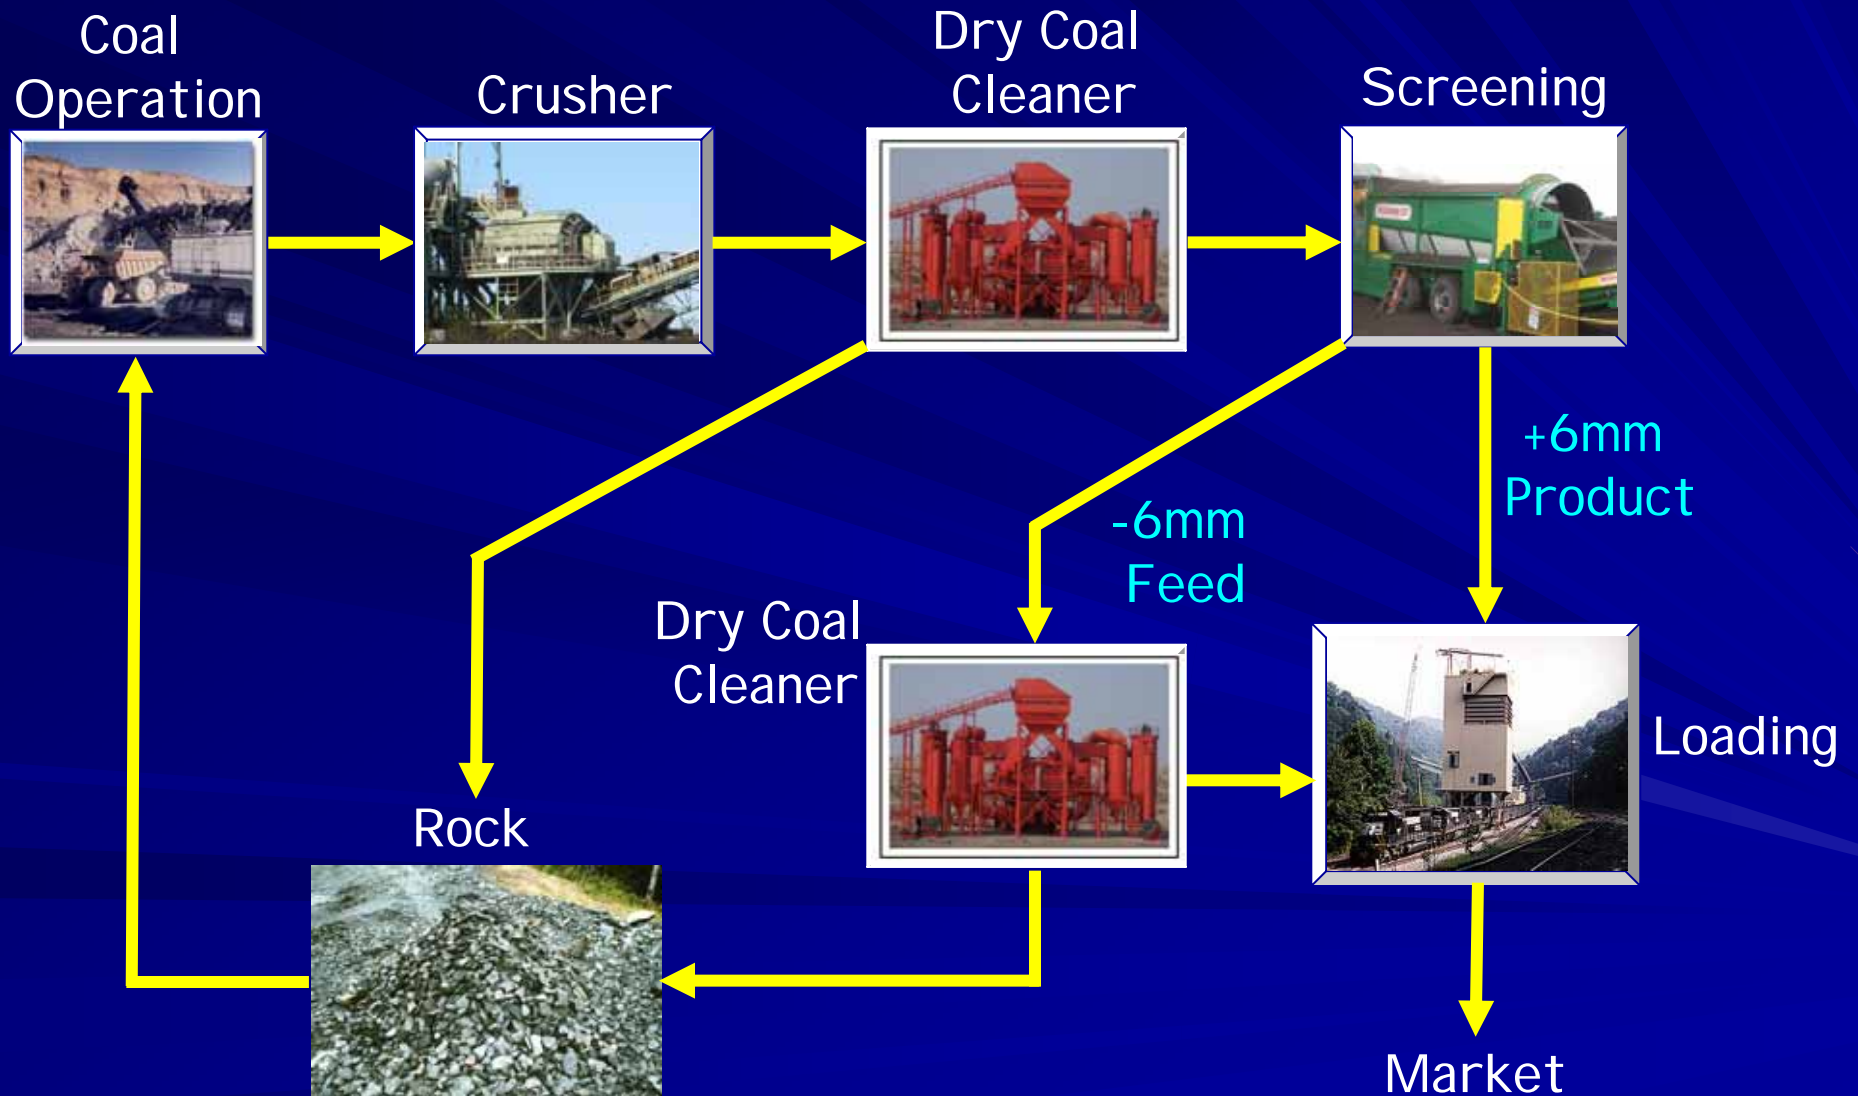 Coal
Operation
Crusher
Dry Coal
Cleaner
Screening
+6mm
Product
-6mm
Feed
Dry Coal
Cleaner
Loading
Rock
Market